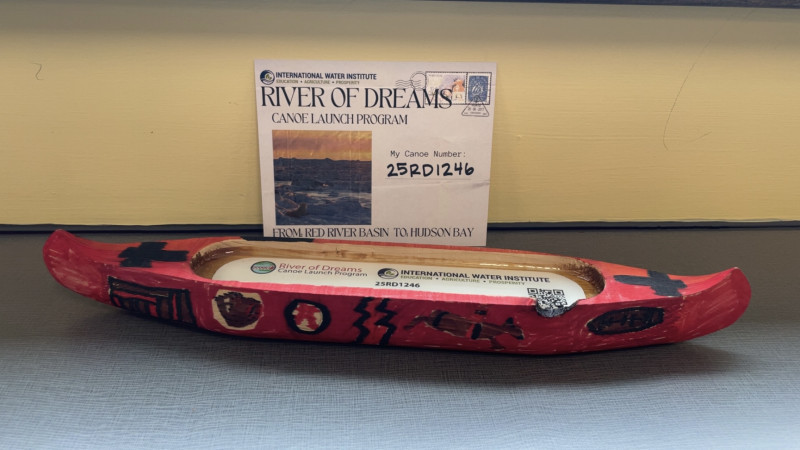 INTERNATIONAL WATER INSTITUTE
EDUCATION • AGRICULTURE • PROSPERITY
RIVER OF DREAMS
CANOE LAUNCH PROGRAM
My Canoe Number:
25RD1246
FROM RED RIVER BASIN TO HUDSON BAY
River of Dreams
Canoe Launch Program
INTERNATIONAL WATER INSTITUTE
EDUCATION • AGRICULTURE • PROSPERITY
25RD1246